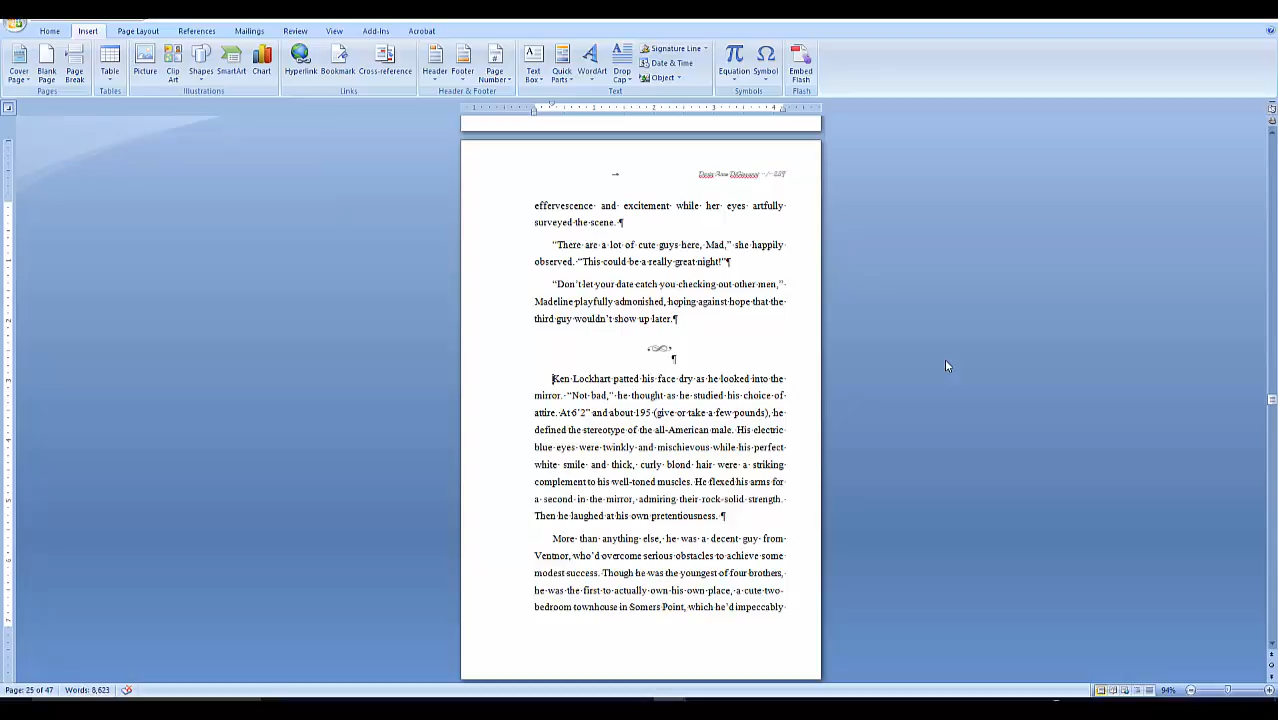 Home Insert Page Layout References Mailings Review View Add-Ins Acrobat
Cover Page Blank Page Page Break Table Picture Clip Art Shapes SmartArt Chart Hyperlink Bookmark Cross-reference Header Footer Page Number Text Box Quick Parts WordArt Drop Cap Signature Line Date & Time Object Equation Symbol Embed Flash
Pages Tables Illustrations Links Header & Footer Text Symbols Flash
effervescence and excitement while her eyes artfully
surveyed the scene. ¶
“There are a lot of cute guys here, Mad,” she happily
observed. “This could be a really great night!”¶
“Don’t let your date catch you checking out other men,”
Madeline playfully admonished, hoping against hope that the
third guy wouldn’t show up later.¶
¶
Ken Lockhart patted his face dry as he looked into the
mirror. “Not bad,” he thought as he studied his choice of
attire. At 6’2” and about 195 (give or take a few pounds), he
defined the stereotype of the all-American male. His electric
blue eyes were twinkly and mischievous while his perfect
white smile and thick, curly blond hair were a striking
complement to his well-toned muscles. He flexed his arms for
a second in the mirror, admiring their rock-solid strength.
Then he laughed at his own pretentiousness. ¶
More than anything else, he was a decent guy from
Ventnor, who’d overcome serious obstacles to achieve some
modest success. Though he was the youngest of four brothers,
he was the first to actually own his own place, a cute two-
bedroom townhouse in Somers Point, which he’d impeccably
Page: 25 of 47 Words: 8,623 94%